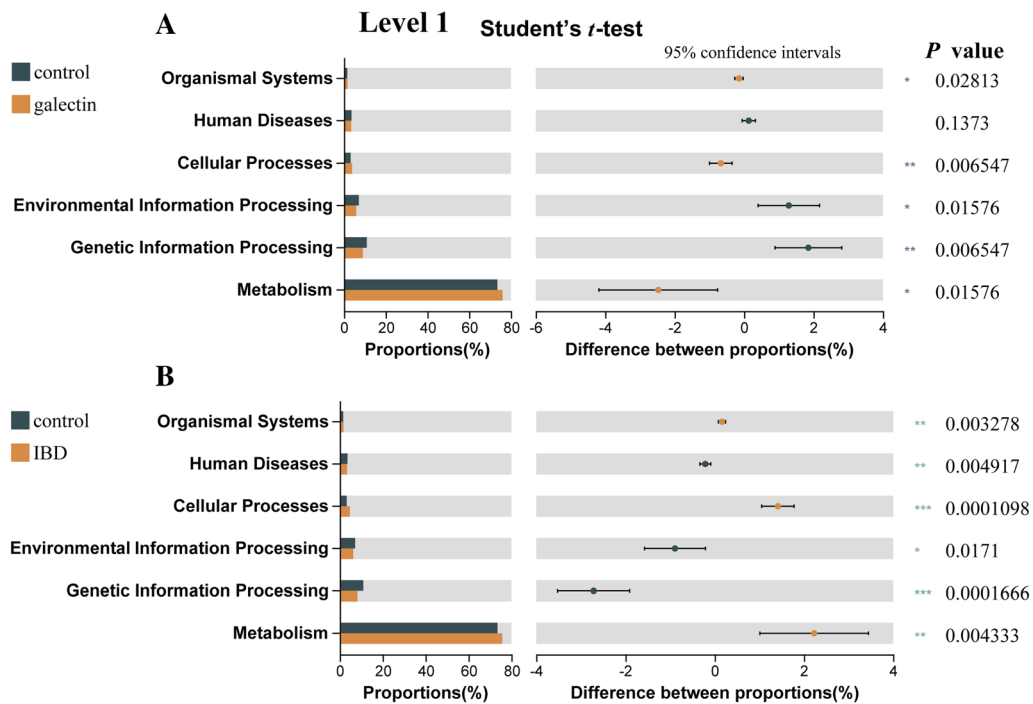 A
Level 1
Student's t-test
control
galectin
95% confidence intervals
P value
Organismal Systems
* 0.02813
Human Diseases
0.1373
Cellular Processes
** 0.006547
Environmental Information Processing
* 0.01576
Genetic Information Processing
** 0.006547
Metabolism
* 0.01576
0 20 40 60 80
-6 -4 -2 0 2 4
Proportions(%)
Difference between proportions(%)
B
control
IBD
Organismal Systems
** 0.003278
Human Diseases
** 0.004917
Cellular Processes
*** 0.0001098
Environmental Information Processing
* 0.0171
Genetic Information Processing
*** 0.0001666
Metabolism
** 0.004333
0 20 40 60 80
-4 -2 0 2 4
Proportions(%)
Difference between proportions(%)